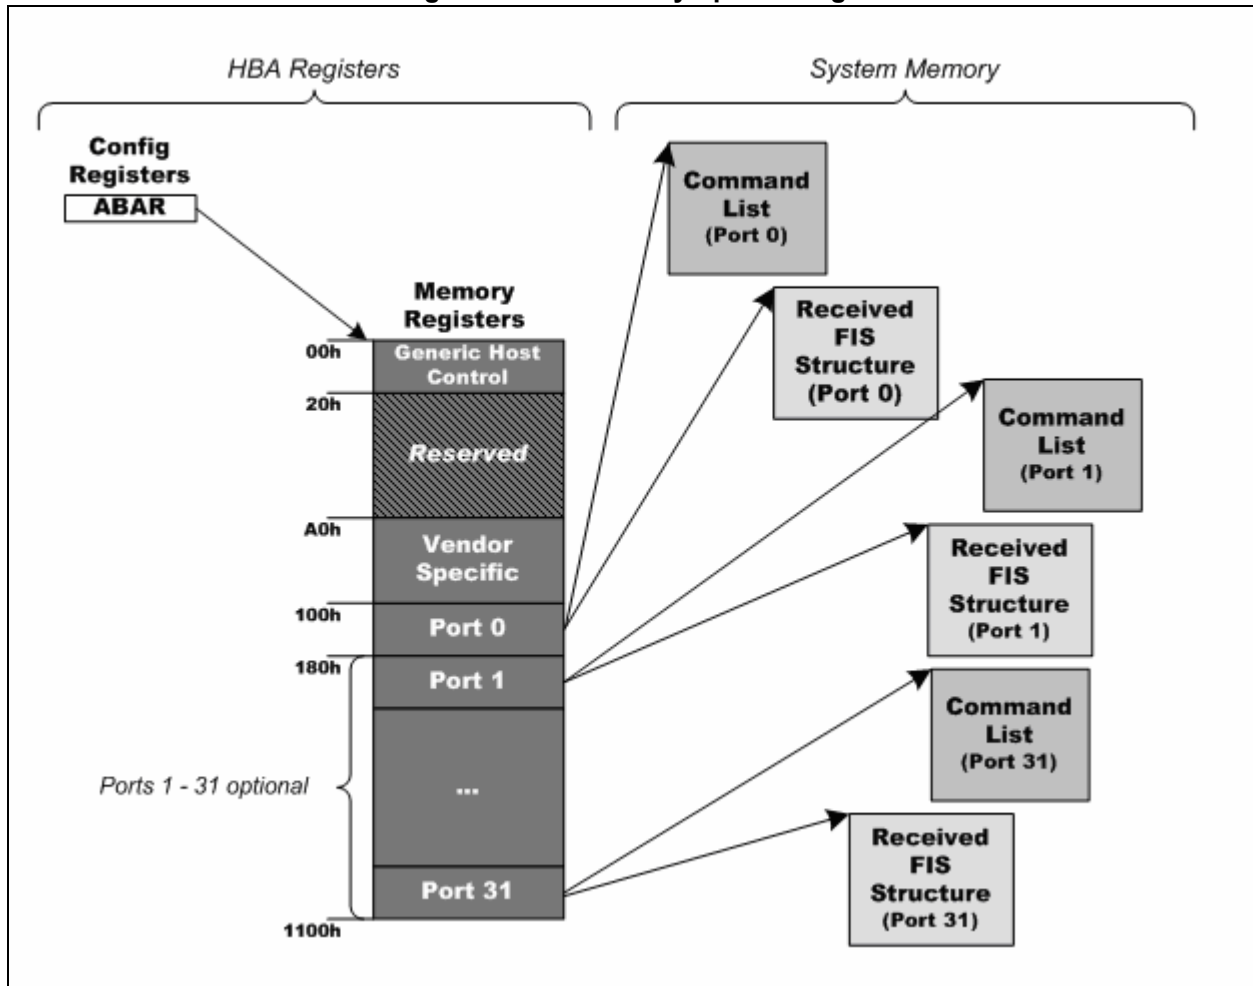 HBA Registers
System Memory
Config
Registers
ABAR
Command
List
(Port 0)
Memory
Registers
Received
FIS
Structure
(Port 0)
00h
Generic Host
Control
20h
Reserved
Command
List
(Port 1)
A0h
Vendor
Specific
Received
FIS
Structure
(Port 1)
100h
Port 0
180h
Port 1
Command
List
(Port 31)
Ports 1 - 31 optional
...
Received
FIS
Structure
(Port 31)
Port 31
1100h